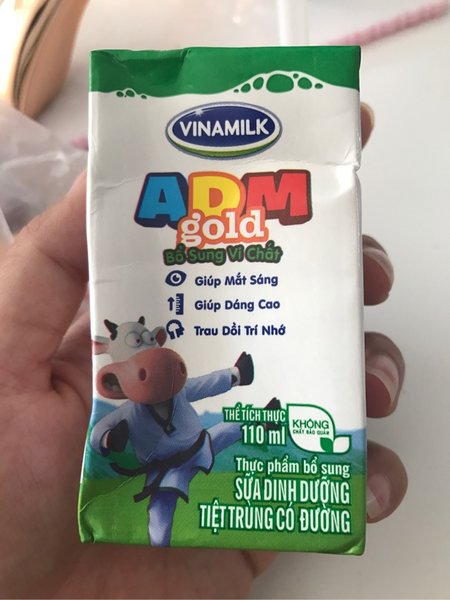 VINAMILK
ADM
gold
Bổ Sung Vi Chất
Giúp Mắt Sáng
Giúp Dáng Cao
Trau Dồi Trí Nhớ
THỂ TÍCH THỰC
110 ml
KHÔNG
CHẤT BẢO QUẢN
Thực phẩm bổ sung
SỮA DINH DƯỠNG
TIỆT TRÙNG CÓ ĐƯỜNG